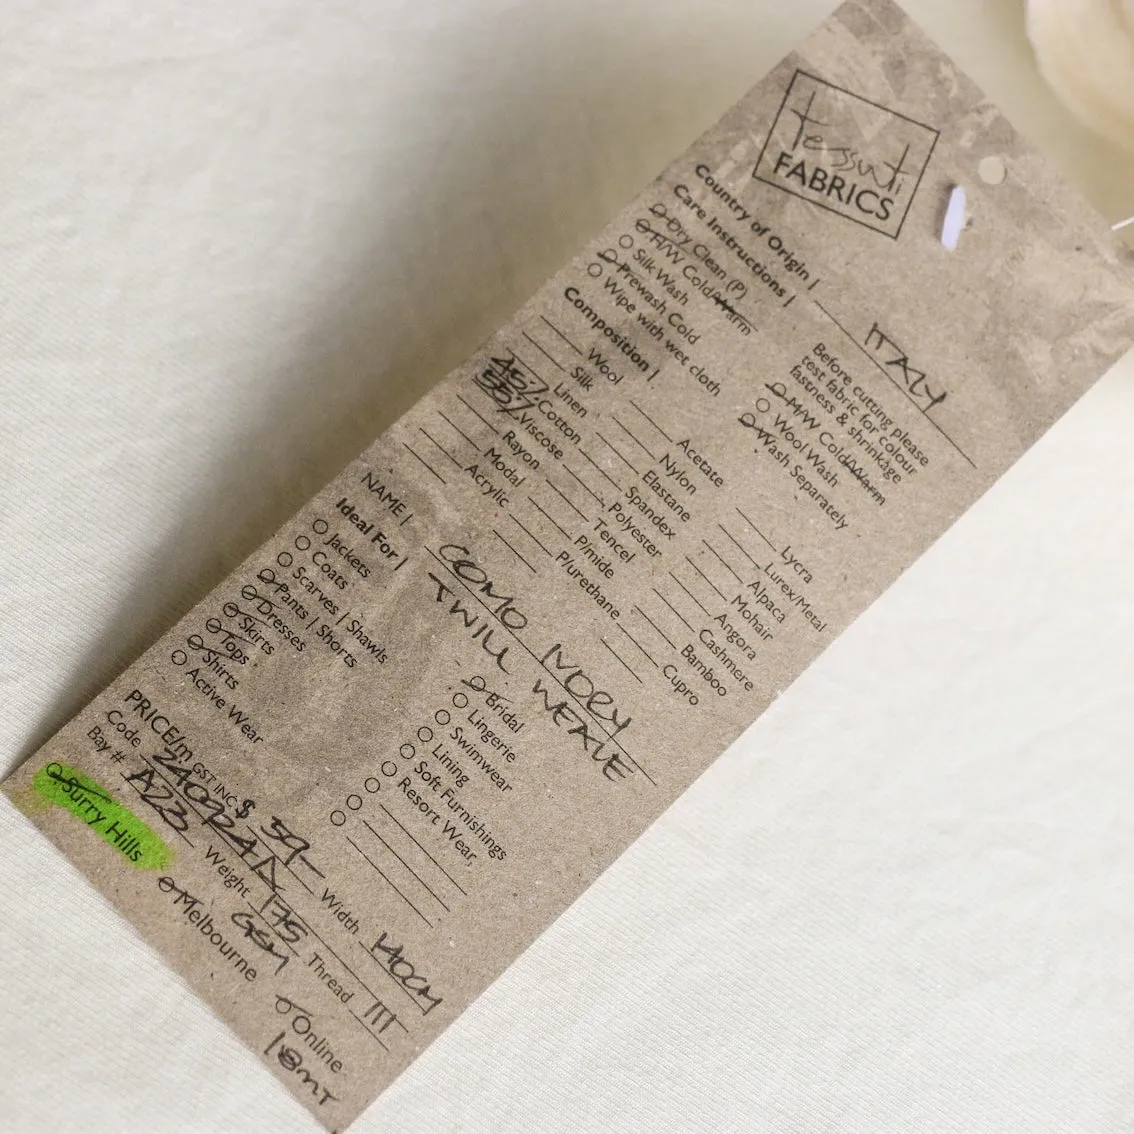 tessuti
FABRICS
Country of Origin | ITALY
Care Instructions |
Dry Clean (P)
H/W Cold/Warm
Silk Wash
Prewash Cold
Wipe with wet cloth
Before cutting please
test fabric for colour
fastness & shrinkage
M/W Cold/Warm
Wool Wash
Wash Separately
Composition |
Wool
Silk
45% Linen
55% Cotton
Viscose
Rayon
Modal
Acrylic
Acetate
Nylon
Elastane
Spandex
Polyester
Tencel
P/mide
P/urethane
Lycra
Lurex/Metal
Alpaca
Mohair
Angora
Cashmere
Bamboo
Cupro
NAME | COMO IVORY
TWILL WEAVE
Ideal For |
Jackets
Coats
Scarves | Shawls
Pants | Shorts
Dresses
Skirts
Tops
Shirts
Active Wear
Bridal
Lingerie
Swimwear
Lining
Soft Furnishings
Resort Wear
PRICE/m GST INC $ 39- Width 140CM
Code Weight 175 GSM Thread 111
Bay # A23
Surry Hills
Melbourne
Online
18mT